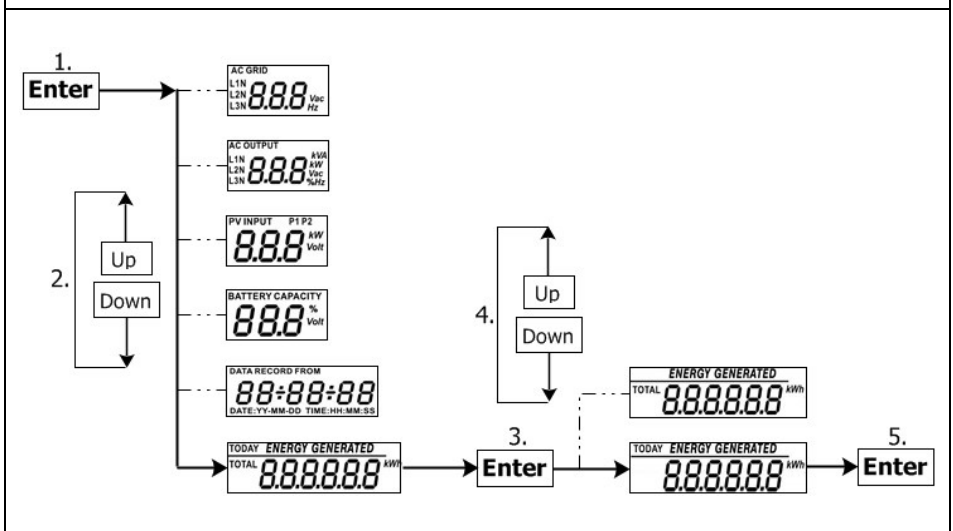 1.
Enter
AC GRID
L1N
L2N
L3N
8.8.8
Vac
Hz
AC OUTPUT
L1N
L2N
L3N
8.8.8
kVA
kW
Vac
%Hz
2.
Up
Down
PV INPUT P1 P2
8.8.8
kW
Volt
BATTERY CAPACITY
88.8
%
Volt
DATA RECORD FROM
88:88:88
DATE:YY-MM-DD TIME:HH:MM:SS
TODAY ENERGY GENERATED
TOTAL 8.8.8.8.8.8 kWh
3.
Enter
4.
Up
Down
ENERGY GENERATED
TOTAL 8.8.8.8.8.8 kWh
TODAY ENERGY GENERATED
8.8.8.8.8.8 kWh
5.
Enter